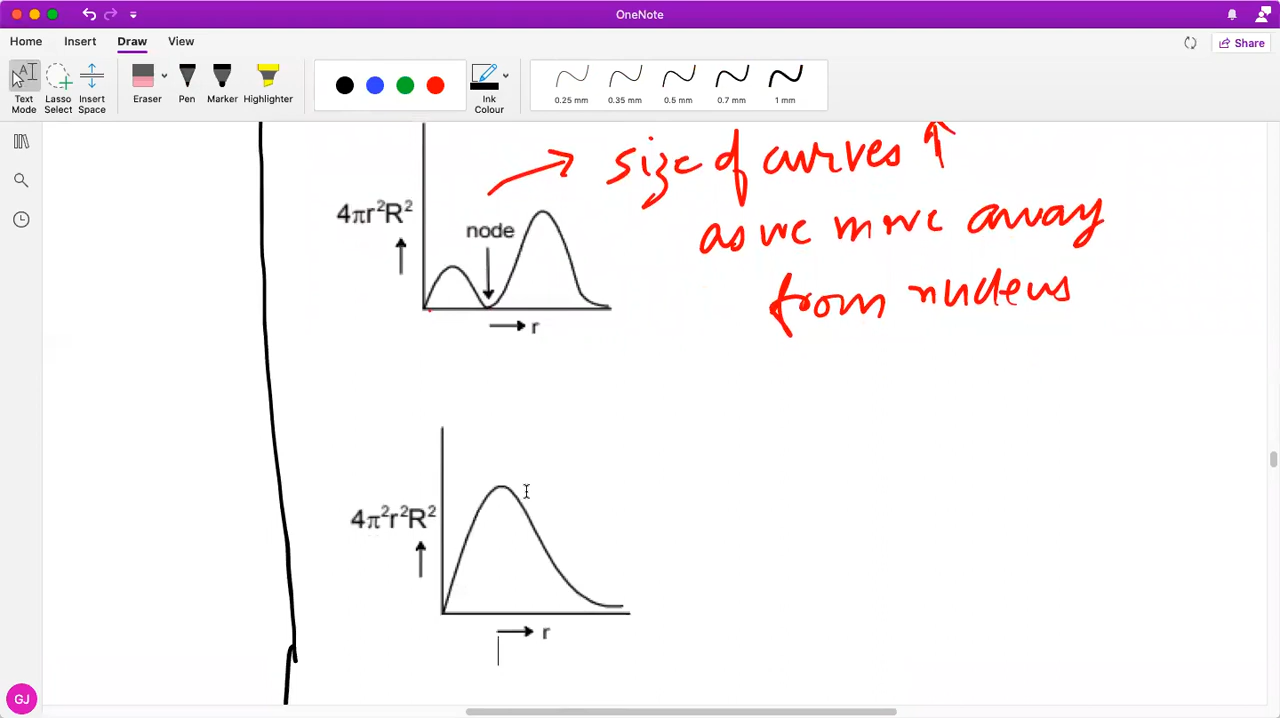 OneNote
Home Insert Draw View
Share
Text Mode
Lasso Select
Insert Space
Eraser
Pen
Marker
Highlighter
Ink Colour
0.25 mm 0.35 mm 0.5 mm 0.7 mm 1 mm
size of curves ↑
as we move away
from nucleus
4πr²R²
↑
node
↓
→ r
4π²r²R²
↑
→ r
GJ